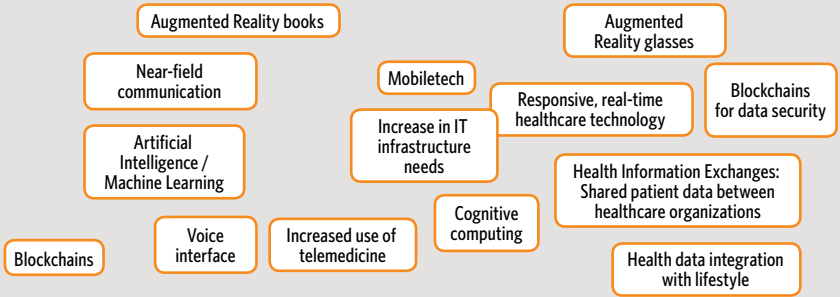 Augmented Reality books
Augmented
Reality glasses
Near-field
communication
Mobiletech
Responsive, real-time
healthcare technology
Blockchains
for data security
Artificial
Intelligence /
Machine Learning
Increase in IT
infrastructure
needs
Health Information Exchanges:
Shared patient data between
healthcare organizations
Blockchains
Voice
interface
Increased use of
telemedicine
Cognitive
computing
Health data integration
with lifestyle